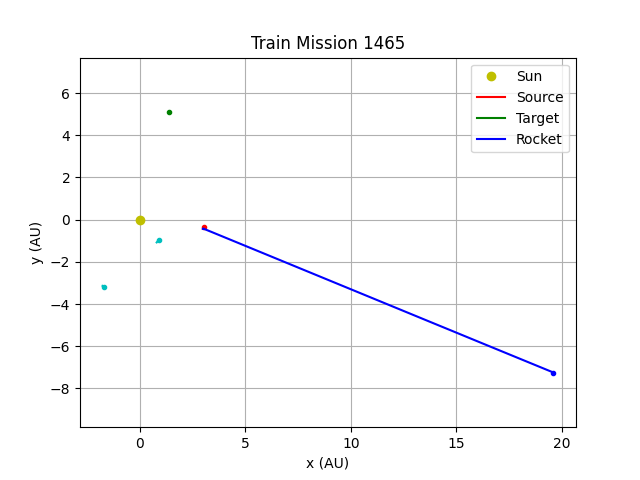 Train Mission 1465
Sun
Source
Target
Rocket
y (AU)
6
4
2
0
−2
−4
−6
−8
0
5
10
15
20
x (AU)